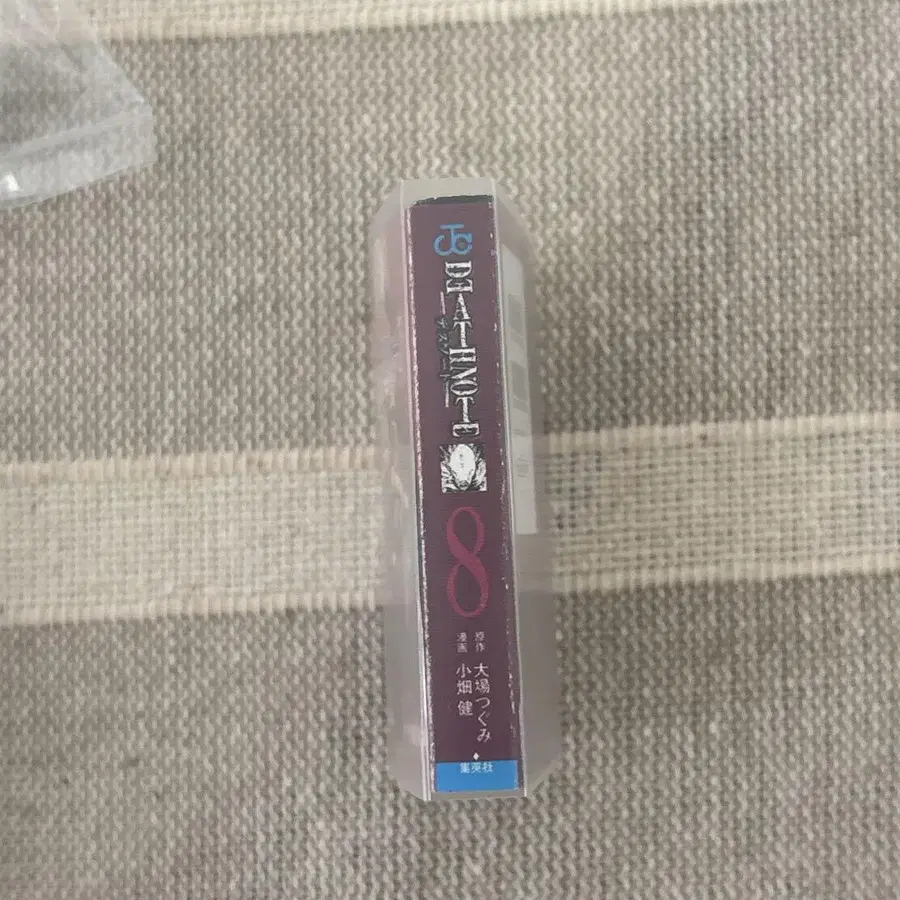 JC
DEATH NOTE
デスノート
8
原作 大場つぐみ
漫画 小畑健
集英社